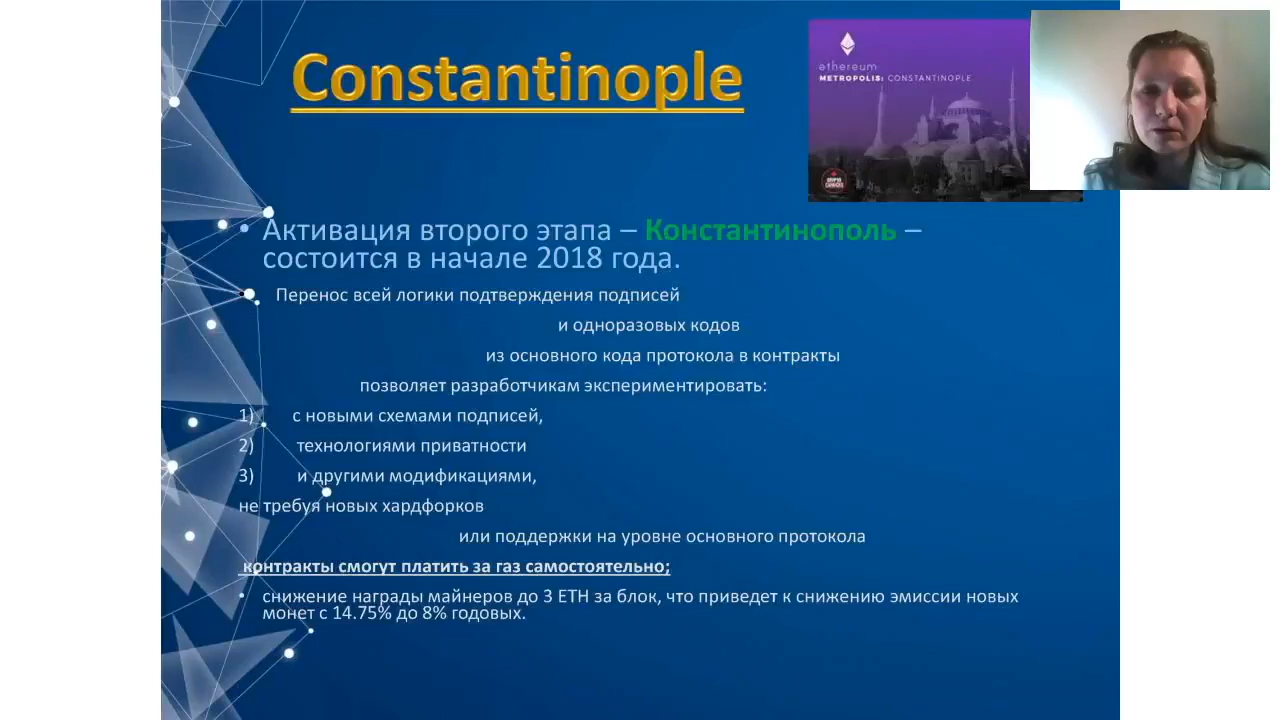 Constantinople
ethereum
METROPOLIS: CONSTANTINOPLE
• Активация второго этапа – Константинополь –
состоится в начале 2018 года.
Перенос всей логики подтверждения подписей
и одноразовых кодов
из основного кода протокола в контракты
позволяет разработчикам экспериментировать:
1) с новыми схемами подписей,
2) технологиями приватности
3) и другими модификациями,
не требуя новых хардфорков
или поддержки на уровне основного протокола
контракты смогут платить за газ самостоятельно;
• снижение награды майнеров до 3 ETH за блок, что приведет к снижению эмиссии новых
монет с 14.75% до 8% годовых.